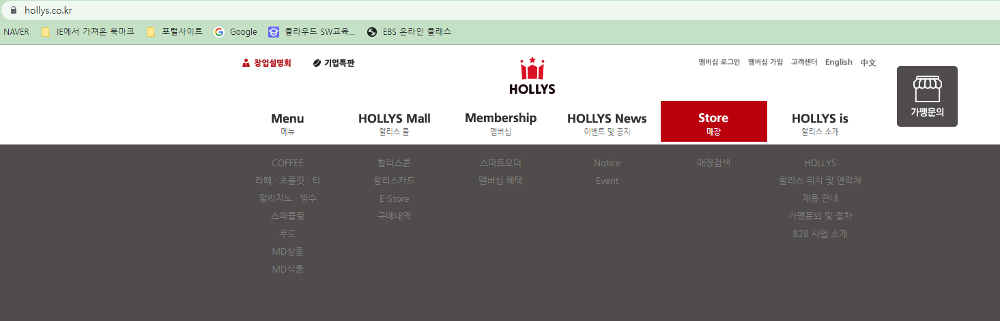 hollys.co.kr
NAVER IE에서 가져온 북마크 포털사이트 Google 클라우드 SW교육... EBS 온라인 클래스
창업설명회 기업특판 멤버십 로그인 멤버십 가입 고객센터 English 中文
HOLLYS
가맹문의
Menu HOLLYS Mall Membership HOLLYS News Store HOLLYS is
메뉴 할리스 몰 멤버십 이벤트 및 공지 매장 할리스 소개
COFFEE 할리스콘 스마트오더 Notice 매장검색 HOLLYS
라떼 · 초콜릿 · 티 할리스카드 멤버십 혜택 Event 할리스 위치 및 연락처
할리치노 · 빙수 E-Store 채용 안내
스파클링 구매내역 가맹문의 및 절차
푸드 B2B 사업 소개
MD상품
MD식품